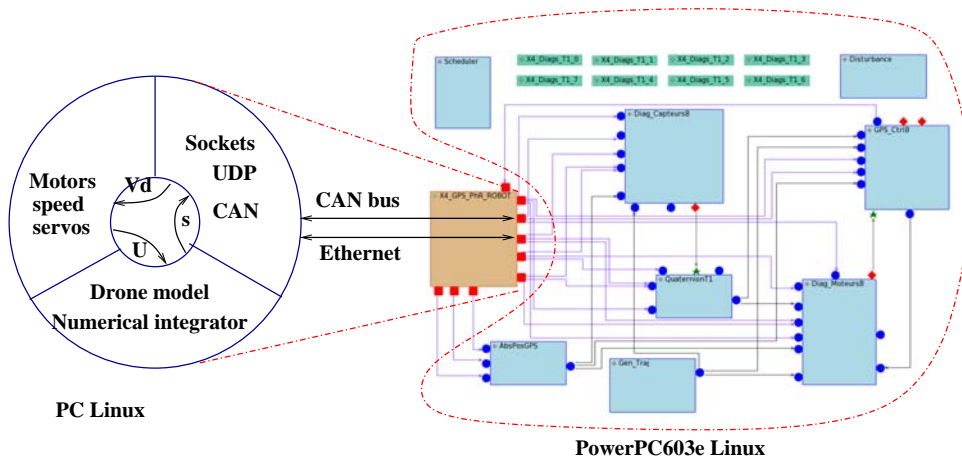 Motors
speed
servos
Sockets
UDP
CAN
Vd
s
U
Drone model
Numerical integrator
PC Linux
CAN bus
Ethernet
X4_GPS_PhR_ROBOT
Scheduler
X4_Diags_T1_0
X4_Diags_T1_1
X4_Diags_T1_2
X4_Diags_T1_3
X4_Diags_T1_7
X4_Diags_T1_4
X4_Diags_T1_5
X4_Diags_T1_6
Disturbance
Diag_CapteursB
GPS_CtrlB
QuaternionT1
Diag_MoteursB
AbsPosGPS
Gen_Traj
PowerPC603e Linux